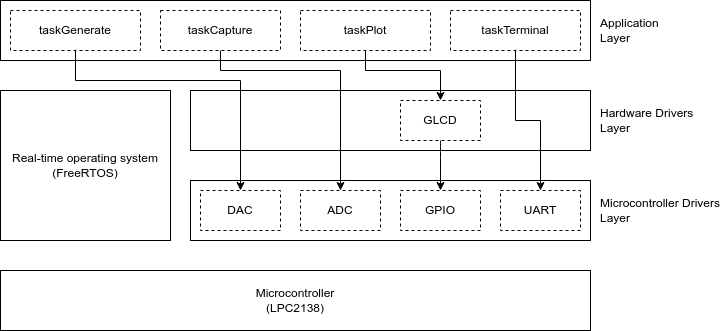 taskGenerate
taskCapture
taskPlot
taskTerminal
Application
Layer
Real-time operating system
(FreeRTOS)
GLCD
Hardware Drivers
Layer
DAC
ADC
GPIO
UART
Microcontroller Drivers
Layer
Microcontroller
(LPC2138)